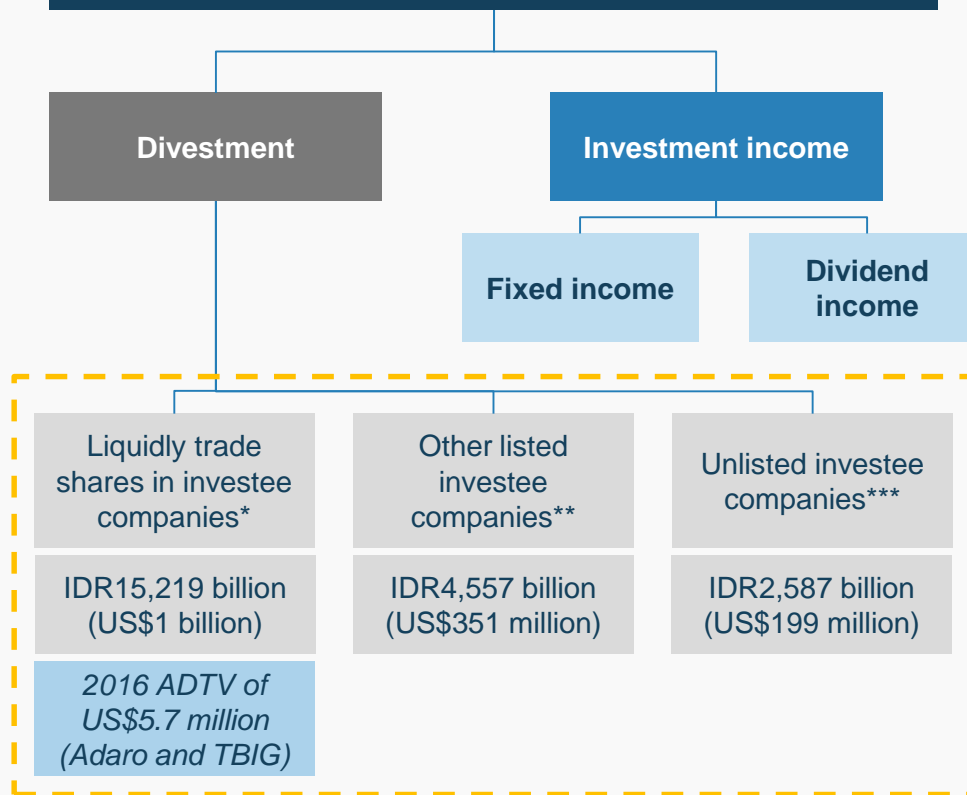 Divestment
Investment income
Fixed income
Dividend
income
Liquidly trade
shares in investee
companies*
Other listed
investee
companies**
Unlisted investee
companies***
IDR15,219 billion
(US$1 billion)
IDR4,557 billion
(US$351 million)
IDR2,587 billion
(US$199 million)
2016 ADTV of
US$5.7 million
(Adaro and TBIG)